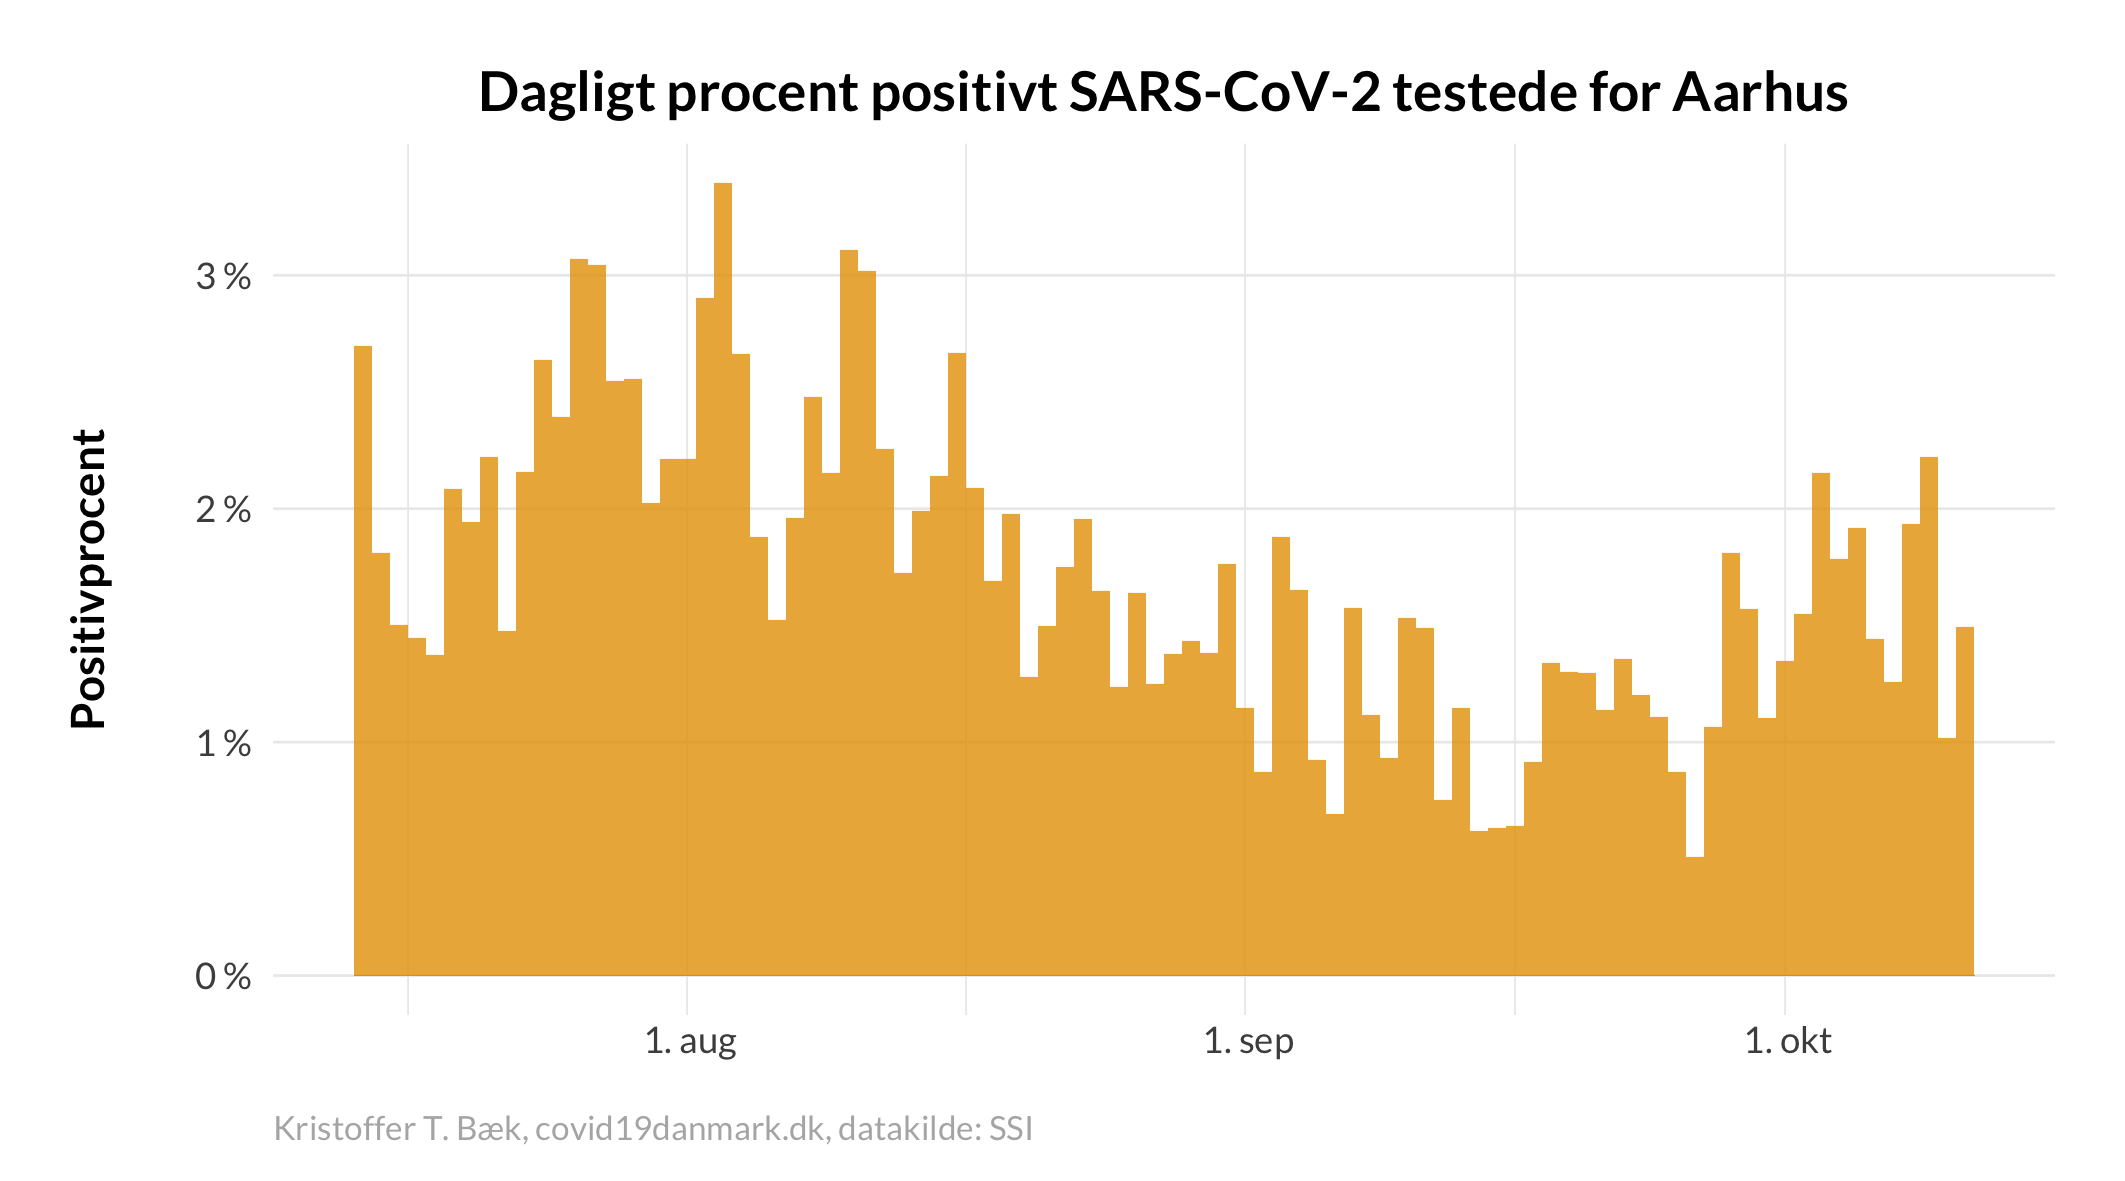 Dagligt procent positivt SARS-CoV-2 testede for Aarhus
Positivprocent
3 %
2 %
1 %
0 %
1. aug
1. sep
1. okt
Kristoffer T. Bæk, covid19danmark.dk, datakilde: SSI